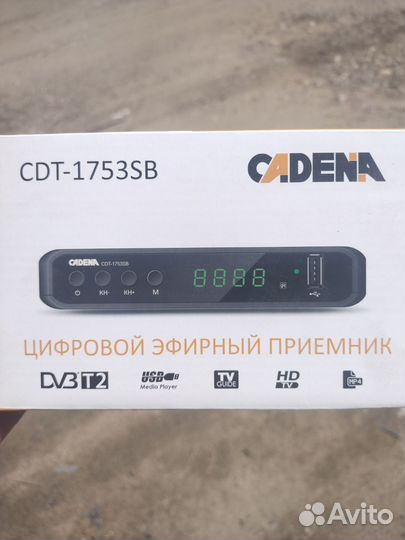 CDT-1753SB
CADENA
CADENA CDT-1753SB
8888
КН- КН+ M
ЦИФРОВОЙ ЭФИРНЫЙ ПРИЕМНИК
DVB T2
USB
Media Player
TV
GUIDE
HD
TV
MP4
Avito